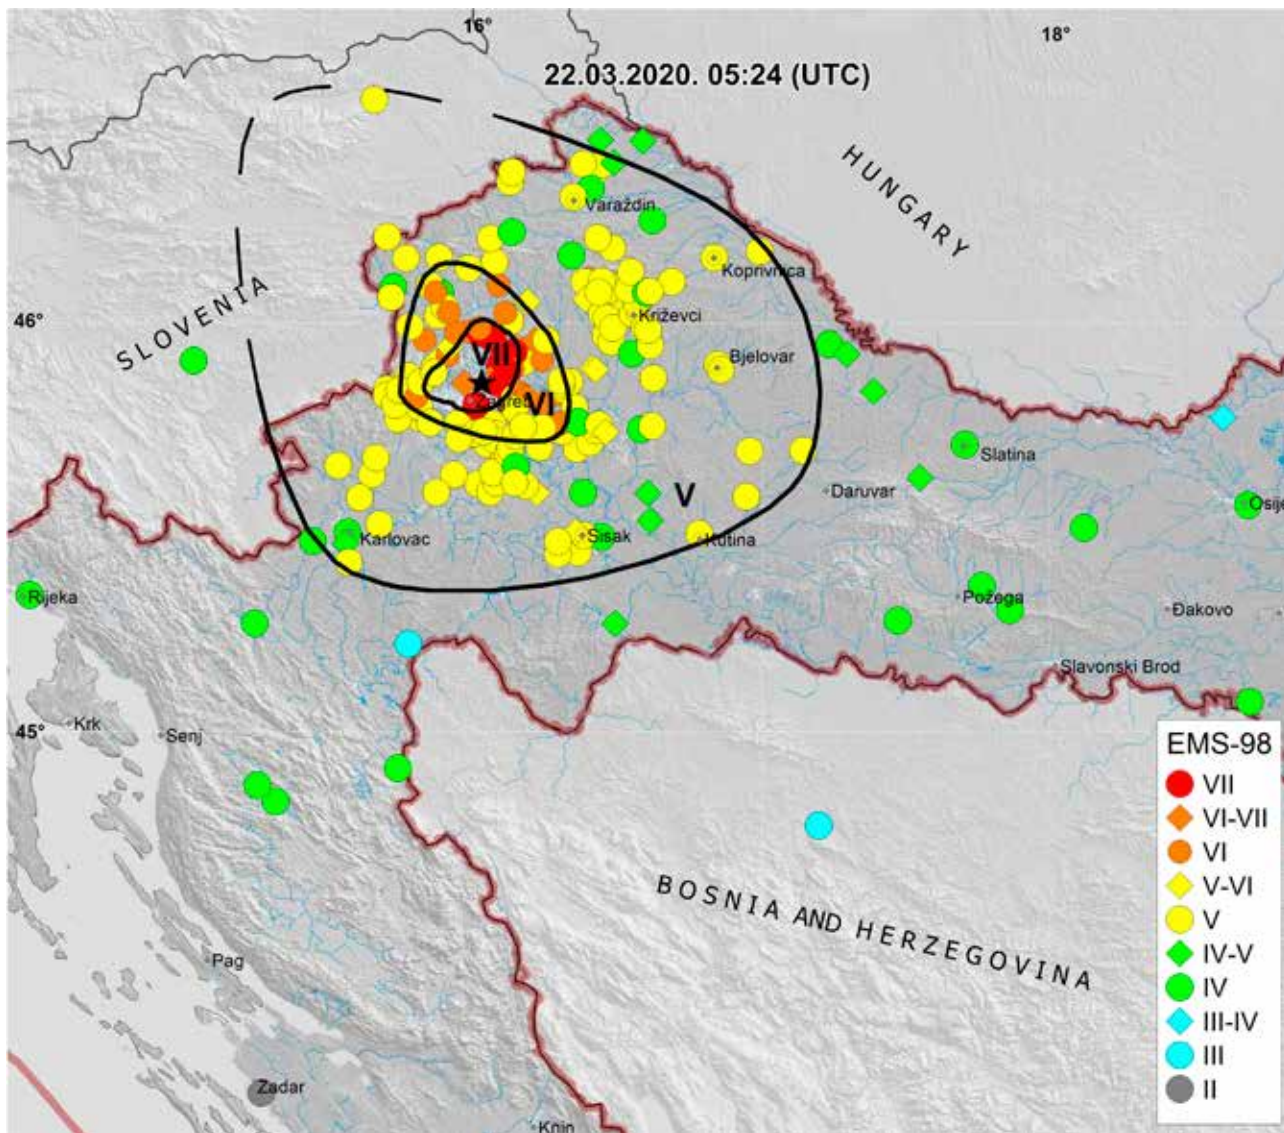 16°
18°
22.03.2020. 05:24 (UTC)
HUNGARY
Varaždin
Koprivnica
SLOVENIA
46°
Križevci
VII
Bjelovar
Zagreb
VI
Slatina
V
Daruvar
Osije
Karlovac
Sisak
Kutina
Rijeka
Požega
Đakovo
Slavonski Brod
Krk
45°
Senj
EMS-98
VII
VI-VII
VI
V-VI
V
IV-V
IV
III-IV
III
II
BOSNIA AND HERZEGOVINA
Pag
Zadar
Knin